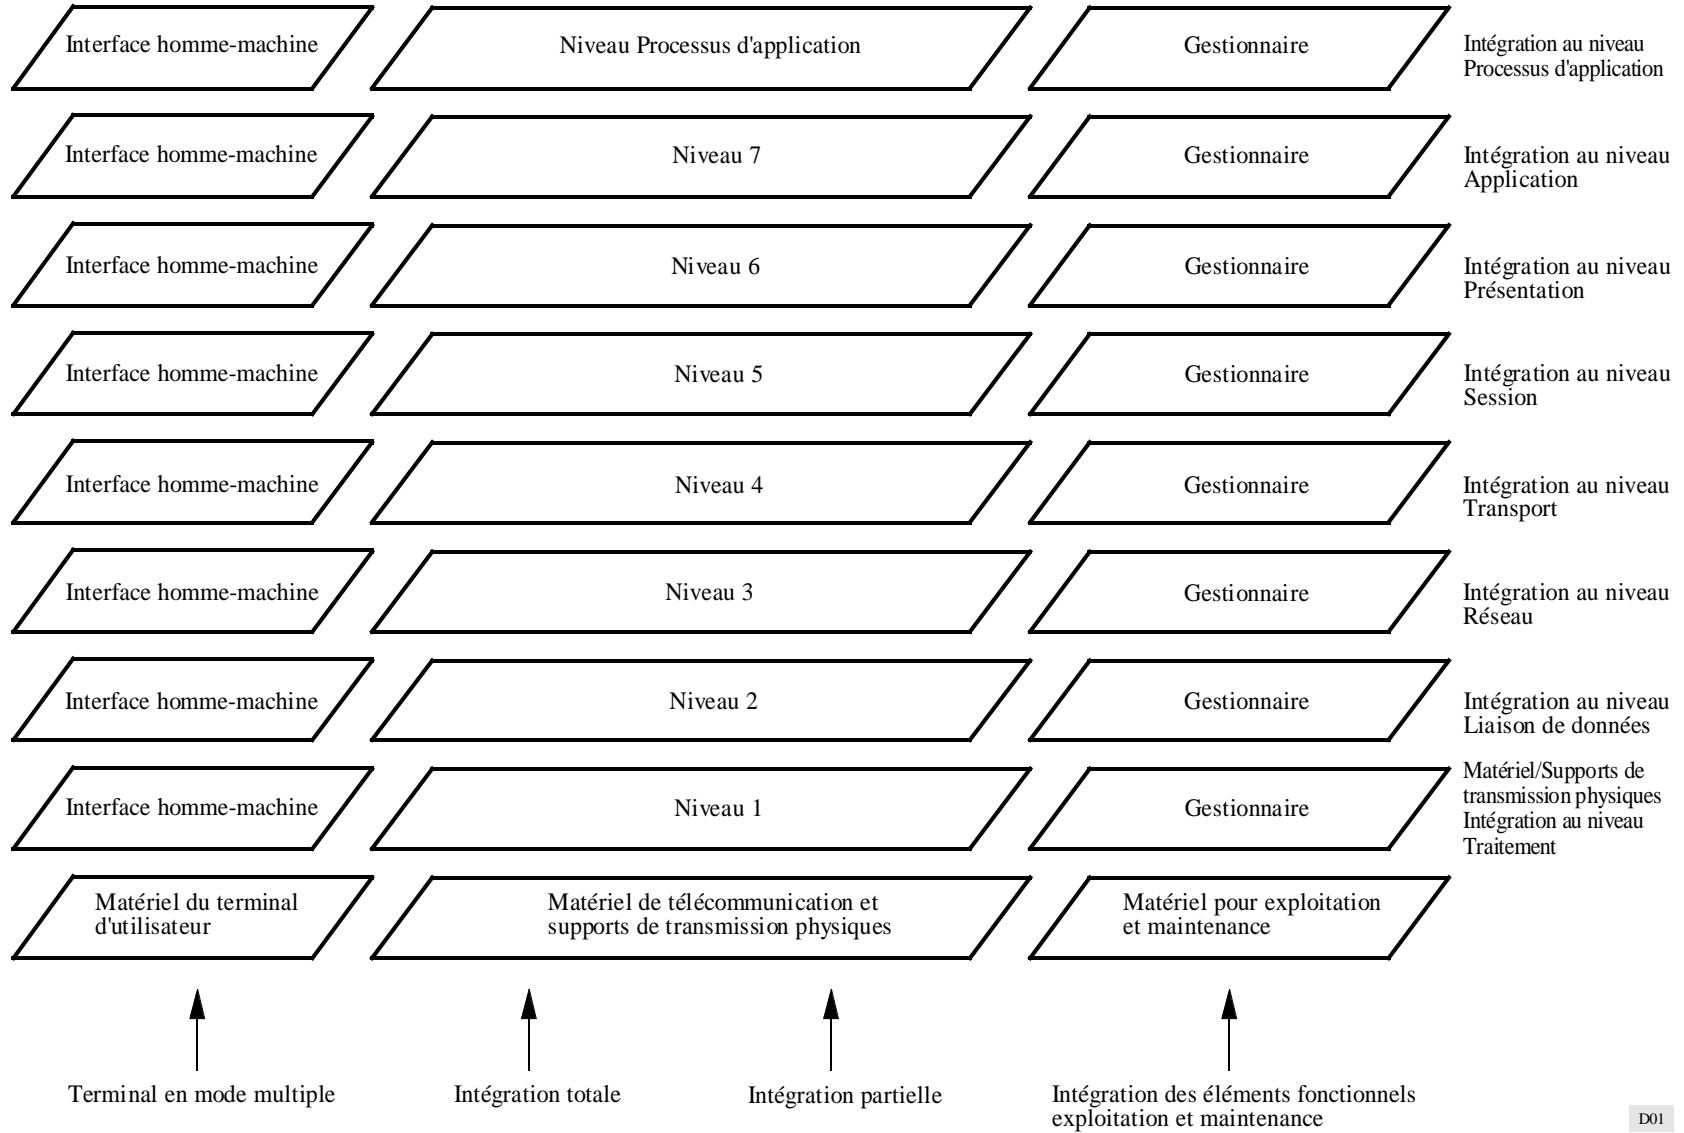 Interface homme-machine
Niveau Processus d'application
Gestionnaire
Intégration au niveau
Processus d'application
Interface homme-machine
Niveau 7
Gestionnaire
Intégration au niveau
Application
Interface homme-machine
Niveau 6
Gestionnaire
Intégration au niveau
Présentation
Interface homme-machine
Niveau 5
Gestionnaire
Intégration au niveau
Session
Interface homme-machine
Niveau 4
Gestionnaire
Intégration au niveau
Transport
Interface homme-machine
Niveau 3
Gestionnaire
Intégration au niveau
Réseau
Interface homme-machine
Niveau 2
Gestionnaire
Intégration au niveau
Liaison de données
Interface homme-machine
Niveau 1
Gestionnaire
Matériel/Supports de
transmission physiques
Intégration au niveau
Traitement
Matériel du terminal
d'utilisateur
Matériel de télécommunication et
supports de transmission physiques
Matériel pour exploitation
et maintenance
Terminal en mode multiple
Intégration totale
Intégration partielle
Intégration des éléments fonctionnels
exploitation et maintenance
D01